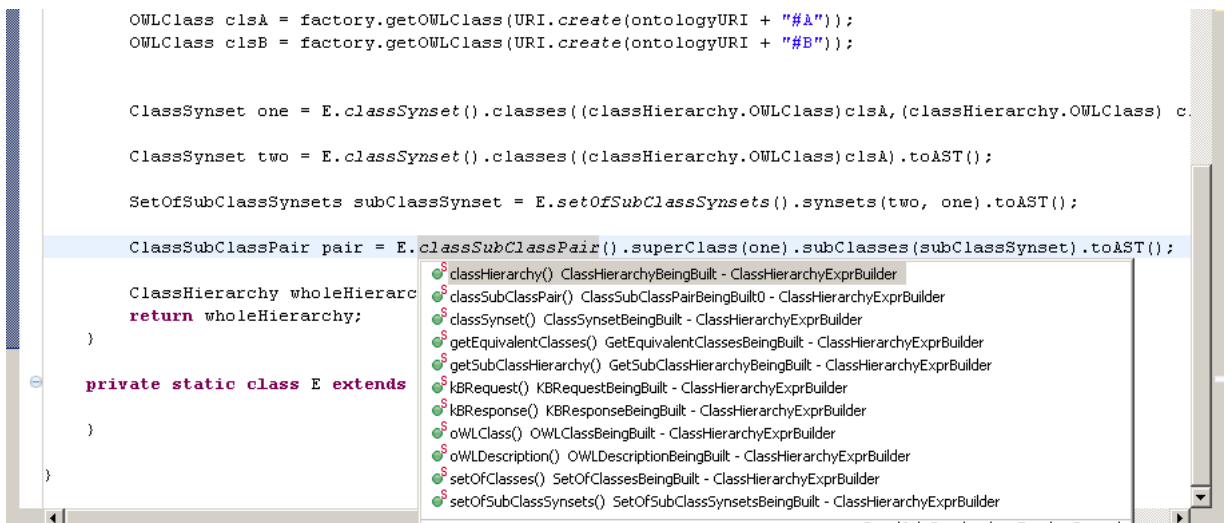 OWLClass clsA = factory.getOWLClass(URI.create(ontologyURI + "#A"));
OWLClass clsB = factory.getOWLClass(URI.create(ontologyURI + "#B"));
ClassSynset one = E.classSynset().classes((classHierarchy.OWLClass)clsA,(classHierarchy.OWLClass) c
ClassSynset two = E.classSynset().classes((classHierarchy.OWLClass)clsA).toAST();
SetOfSubClassSynsets subClassSynset = E.setOfSubClassSynsets().synsets(two, one).toAST();
ClassSubClassPair pair = E.classSubClassPair().superClass(one).subClasses(subClassSynset).toAST();
ClassHierarchy wholeHierarc
return wholeHierarchy;
}
private static class E extends
}
}
classHierarchy() ClassHierarchyBeingBuilt - ClassHierarchyExprBuilder
classSubClassPair() ClassSubClassPairBeingBuilt0 - ClassHierarchyExprBuilder
classSynset() ClassSynsetBeingBuilt - ClassHierarchyExprBuilder
getEquivalentClasses() GetEquivalentClassesBeingBuilt - ClassHierarchyExprBuilder
getSubClassHierarchy() GetSubClassHierarchyBeingBuilt - ClassHierarchyExprBuilder
kBRequest() KBRequestBeingBuilt - ClassHierarchyExprBuilder
kBResponse() KBResponseBeingBuilt - ClassHierarchyExprBuilder
oWLClass() OWLClassBeingBuilt - ClassHierarchyExprBuilder
oWLDescription() OWLDescriptionBeingBuilt - ClassHierarchyExprBuilder
setOfClasses() SetOfClassesBeingBuilt - ClassHierarchyExprBuilder
setOfSubClassSynsets() SetOfSubClassSynsetsBeingBuilt - ClassHierarchyExprBuilder